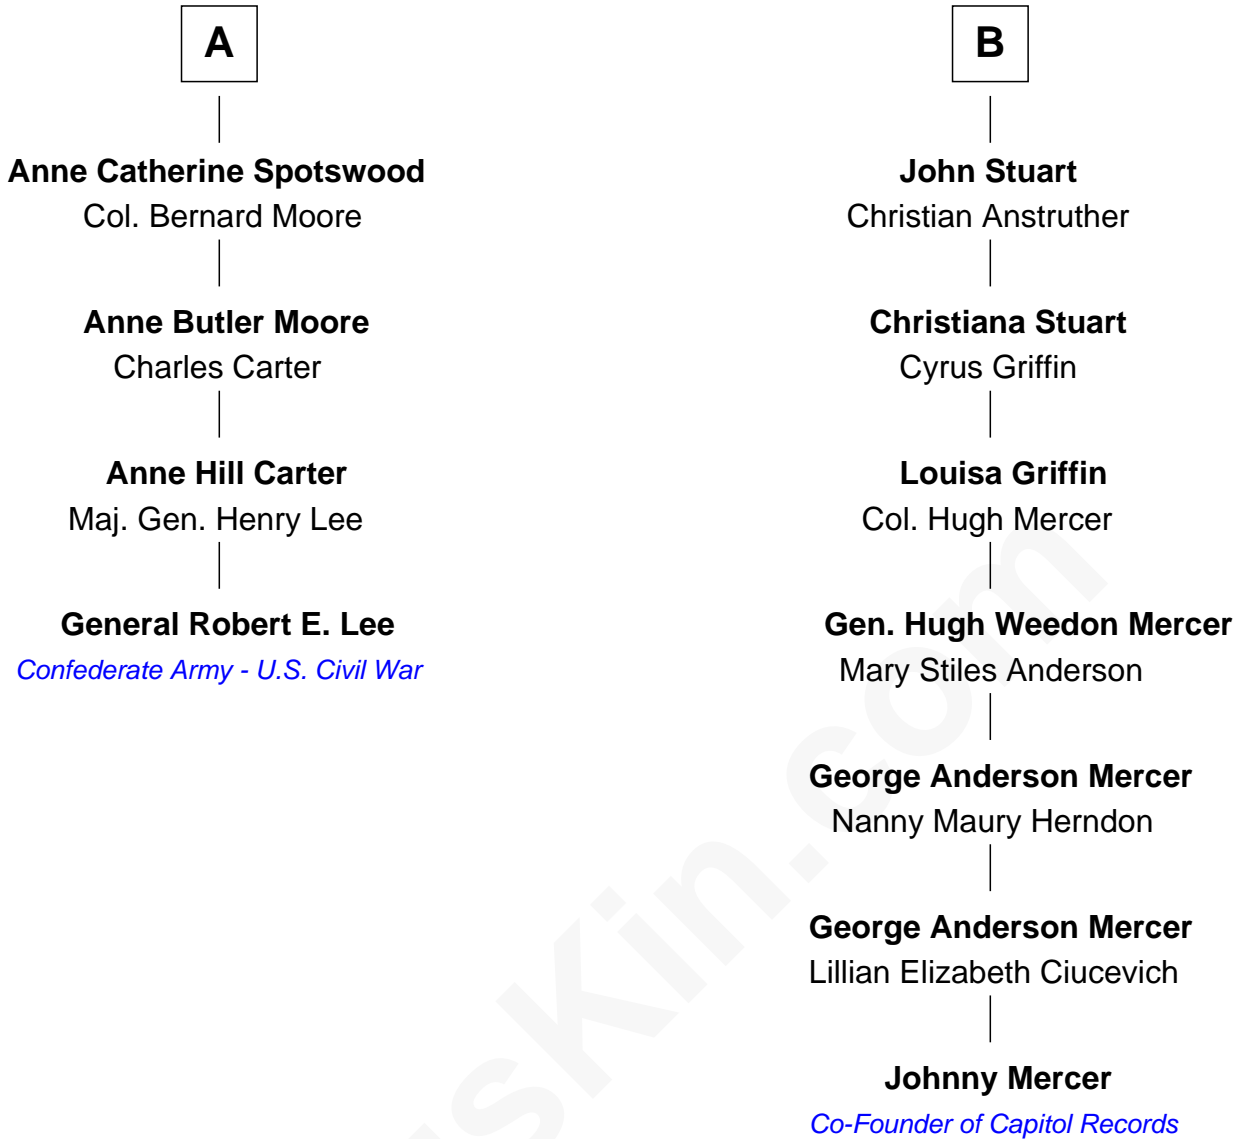 A
Anne Catherine Spotswood
Col. Bernard Moore
Anne Butler Moore
Charles Carter
Anne Hill Carter
Maj. Gen. Henry Lee
General Robert E. Lee
Confederate Army - U.S. Civil War
B
John Stuart
Christian Anstruther
Christiana Stuart
Cyrus Griffin
Louisa Griffin
Col. Hugh Mercer
Gen. Hugh Weedon Mercer
Mary Stiles Anderson
George Anderson Mercer
Nanny Maury Herndon
George Anderson Mercer
Lillian Elizabeth Ciucevich
Johnny Mercer
Co-Founder of Capitol Records
sKin.com